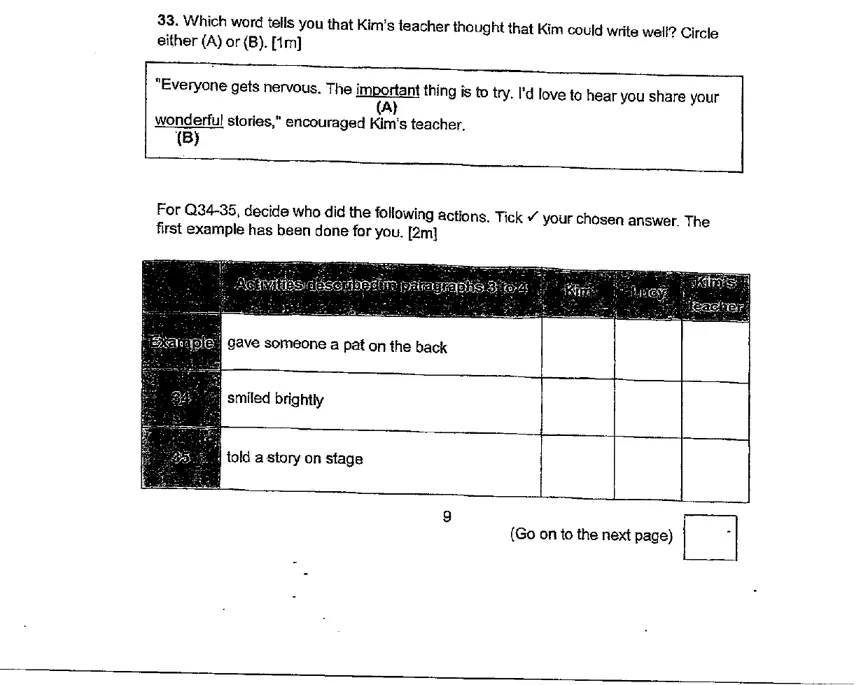 33. Which word tells you that Kim's teacher thought that Kim could write well? Circle
either (A) or (B). [1m]
"Everyone gets nervous. The important thing is to try. I'd love to hear you share your
(A)
wonderful stories," encouraged Kim's teacher.
(B)
For Q34-35, decide who did the following actions. Tick ✓ your chosen answer. The
first example has been done for you. [2m]
Activities described in paragraphs 3 to 4 Kim Lucy Kim's teacher
Example gave someone a pat on the back
34 smiled brightly
35 told a story on stage
9
(Go on to the next page)